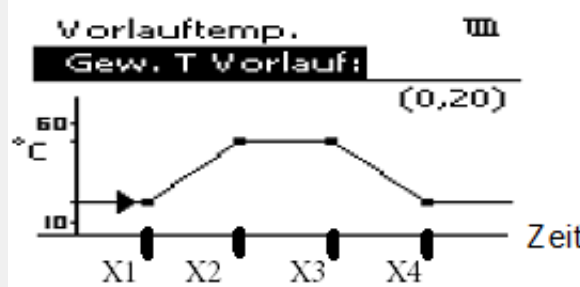 Vorlauftemp.
Gew. T Vorlauf:
(0,20)
60
°C
10
Zeit
X1 X2 X3 X4